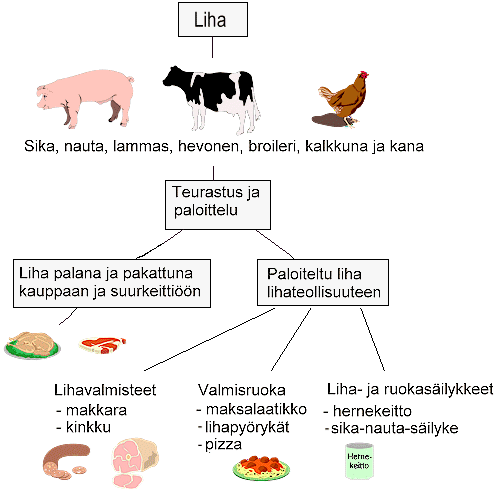 Liha
Sika, nauta, lammas, hevonen, broileri, kalkkuna ja kana
Teurastus ja
paloittelu
Liha palana ja pakattuna
kauppaan ja suurkeittiöön
Paloiteltu liha
lihateollisuuteen
Lihavalmisteet
- makkara
- kinkku
Valmisruoka
- maksalaatikko
- lihapyörykät
- pizza
Liha- ja ruokasäilykkeet
- hernekeitto
-sika-nauta-säilyke
Herne-
keitto